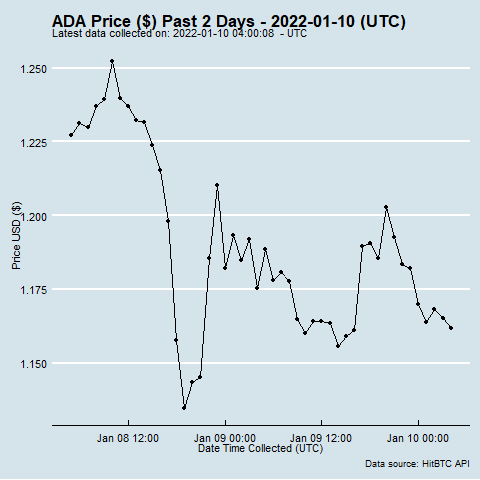 ADA Price ($) Past 2 Days - 2022-01-10 (UTC)
Latest data collected on: 2022-01-10 04:00:08  - UTC
1.250
1.225
1.200
1.175
1.150
Price USD ($)
Jan 08 12:00
Jan 09 00:00
Jan 09 12:00
Jan 10 00:00
Date Time Collected (UTC)
Data source: HitBTC API